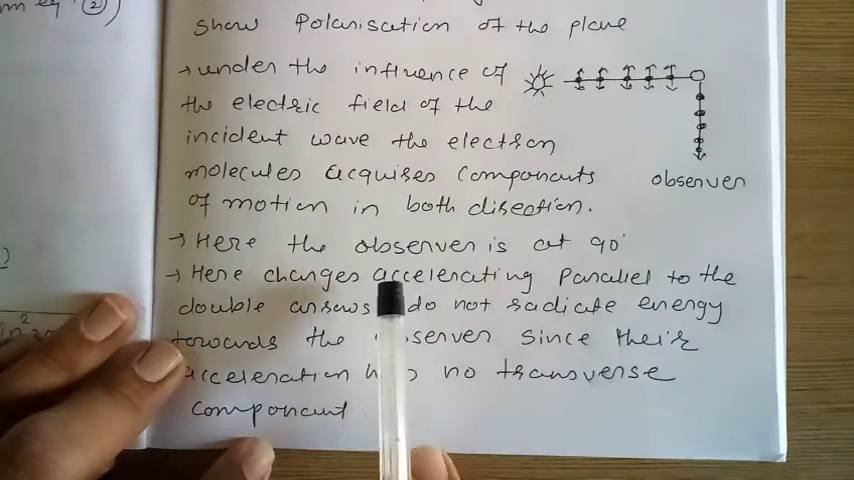 show Polarisation of the plane
→ under the influence of
the electric field of the
incident wave the electron
molecules acquises Components
of motion in both direction.
observer
→ Here the observer is at 90°
→ Here charges accelerating Parallel to the
double arrows do not radiate energy
towards the server since their
acceleration no transverse
component